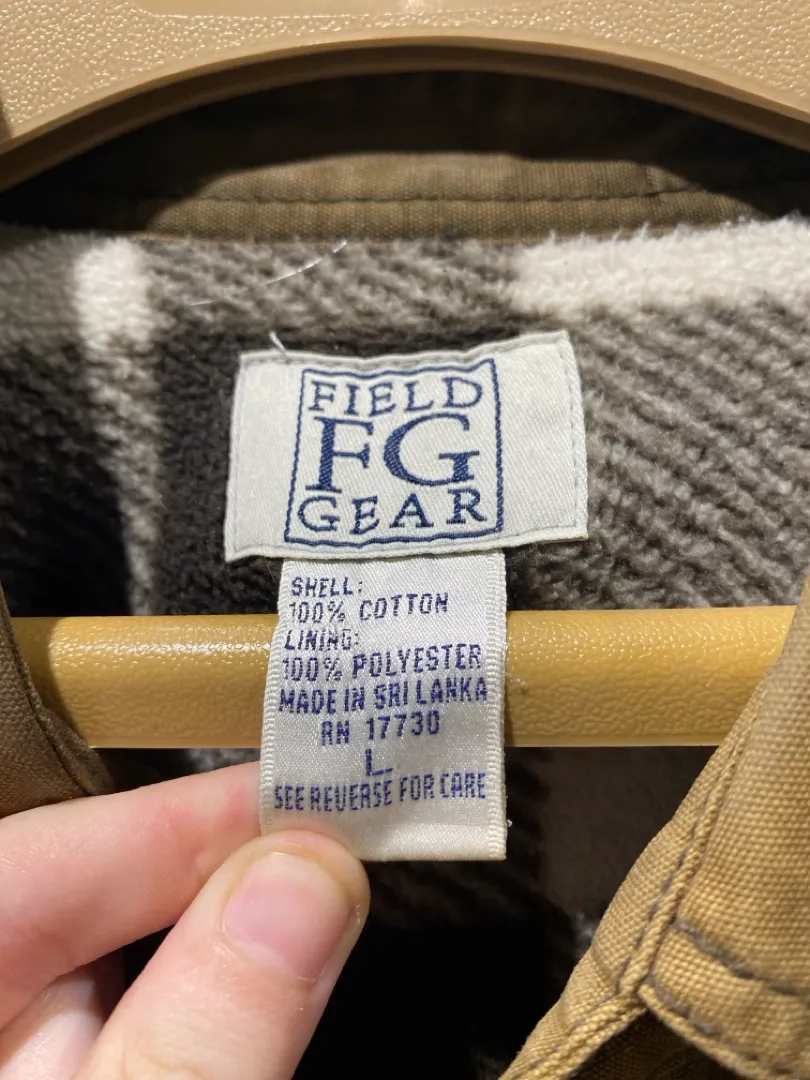 FIELD
FG
GEAR
SHELL:
100% COTTON
LINING:
100% POLYESTER
MADE IN SRI LANKA
RN 17730
L
SEE REVERSE FOR CARE